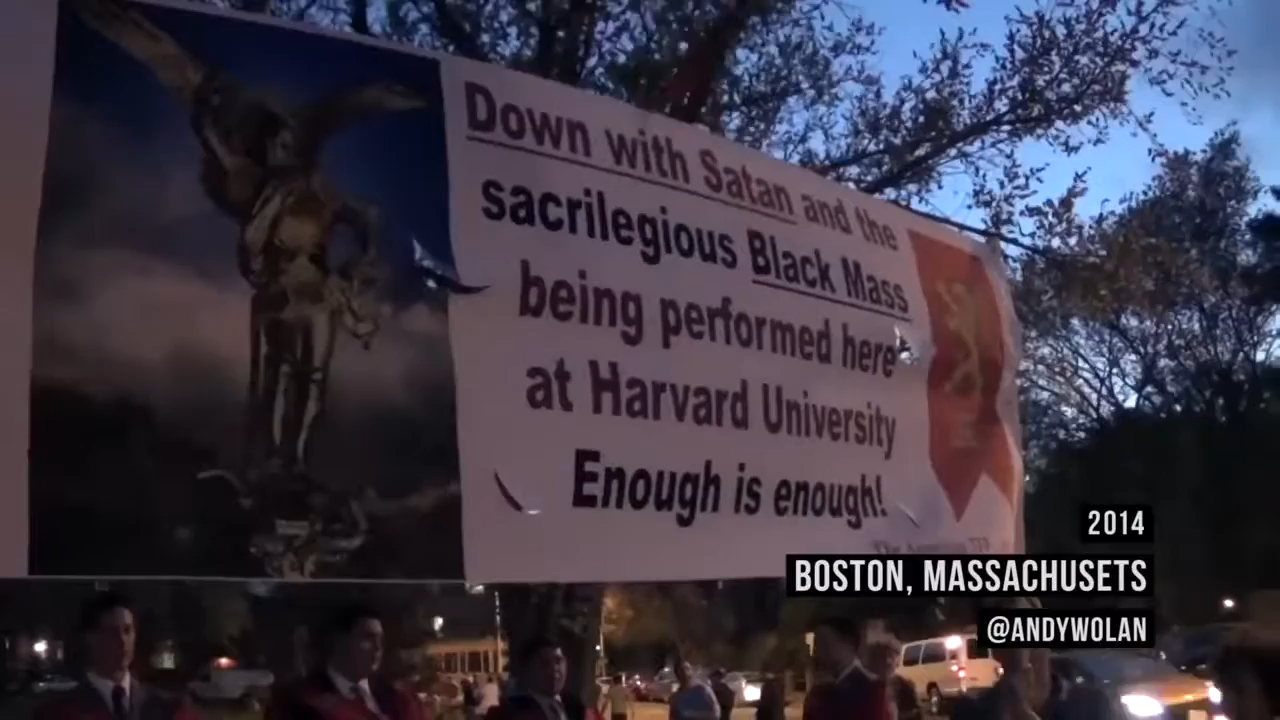 Down with Satan and the
sacrilegious Black Mass
being performed here
at Harvard University
Enough is enough!
2014
BOSTON, MASSACHUSETS
@ANDYWOLAN